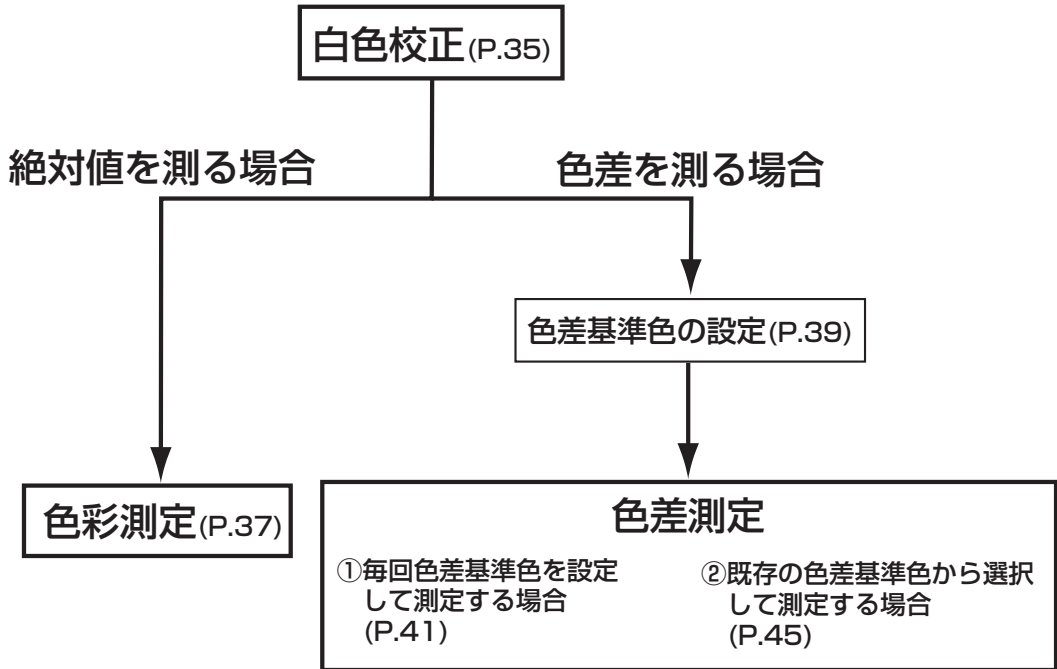 白色校正(P.35)
絶対値を測る場合
色差を測る場合
色差基準色の設定(P.39)
色彩測定(P.37)
色差測定
①毎回色差基準色を設定
して測定する場合
(P.41)
②既存の色差基準色から選択
して測定する場合
(P.45)